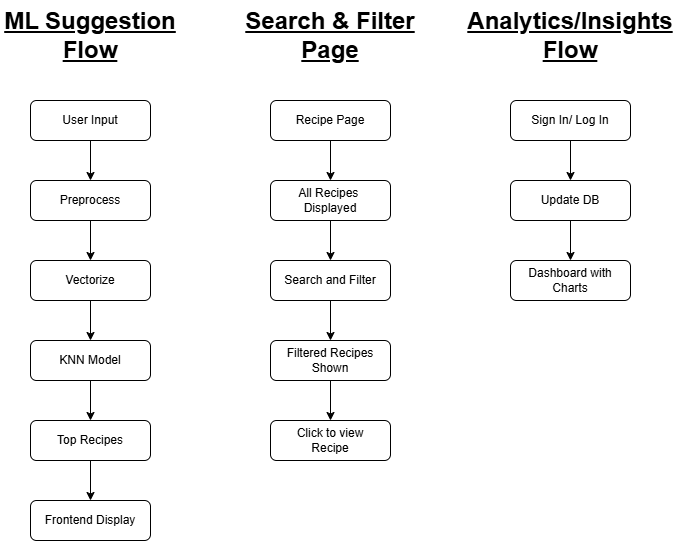 ML Suggestion
Flow
User Input
Preprocess
Vectorize
KNN Model
Top Recipes
Frontend Display
Search & Filter
Page
Recipe Page
All Recipes
Displayed
Search and Filter
Filtered Recipes
Shown
Click to view
Recipe
Analytics/Insights
Flow
Sign In/ Log In
Update DB
Dashboard with
Charts